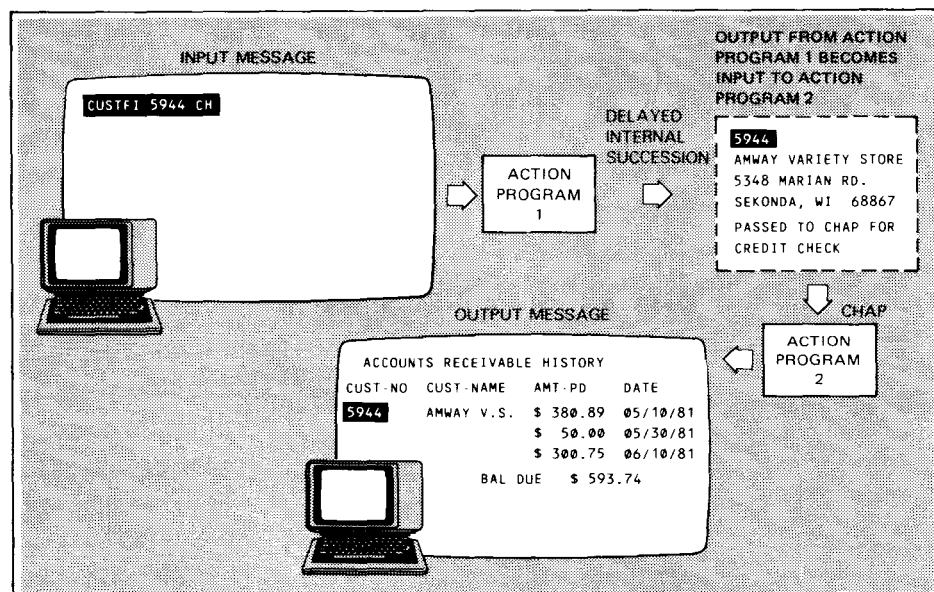 INPUT MESSAGE
CUSTFI 5944 CH
ACTION
PROGRAM
1
DELAYED
INTERNAL
SUCCESSION
OUTPUT FROM ACTION
PROGRAM 1 BECOMES
INPUT TO ACTION
PROGRAM 2
5944
AMWAY VARIETY STORE
5348 MARIAN RD.
SEKONDA, WI 68867
PASSED TO CHAP FOR
CREDIT CHECK
CHAP
ACTION
PROGRAM
2
OUTPUT MESSAGE
ACCOUNTS RECEIVABLE HISTORY
CUST-NO CUST-NAME AMT-PD DATE
5944 AMWAY V.S. $ 380.89 05/10/81
$ 50.00 05/30/81
$ 300.75 06/10/81
BAL DUE $ 593.74